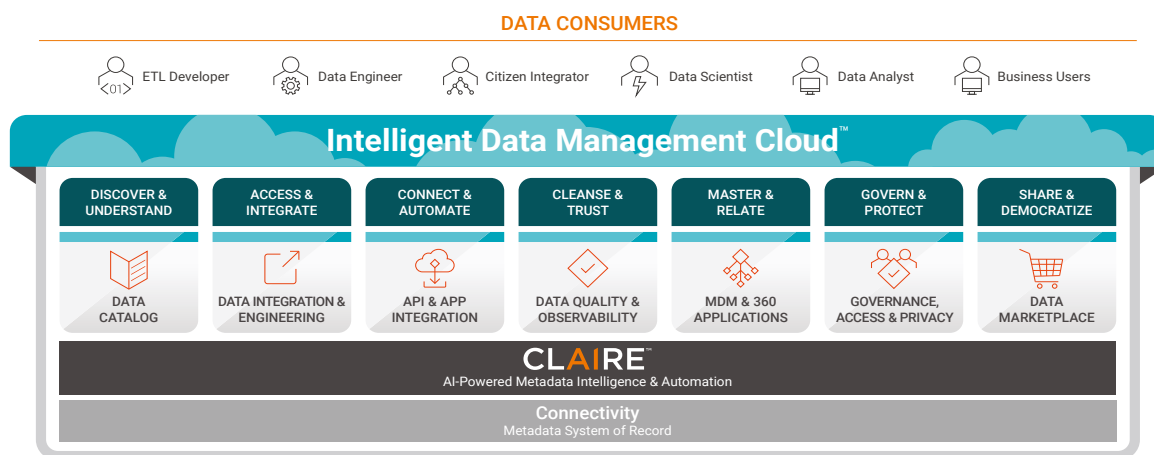 DATA CONSUMERS
<01>
ETL Developer
Data Engineer
Citizen Integrator
Data Scientist
Data Analyst
Business Users
Intelligent Data Management Cloud™
DISCOVER &
UNDERSTAND
ACCESS &
INTEGRATE
CONNECT &
AUTOMATE
CLEANSE &
TRUST
MASTER &
RELATE
GOVERN &
PROTECT
SHARE &
DEMOCRATIZE
DATA
CATALOG
DATA INTEGRATION &
ENGINEERING
API & APP
INTEGRATION
DATA QUALITY &
OBSERVABILITY
MDM & 360
APPLICATIONS
GOVERNANCE,
ACCESS & PRIVACY
DATA
MARKETPLACE
CLAIRE™
AI-Powered Metadata Intelligence & Automation
Connectivity
Metadata System of Record